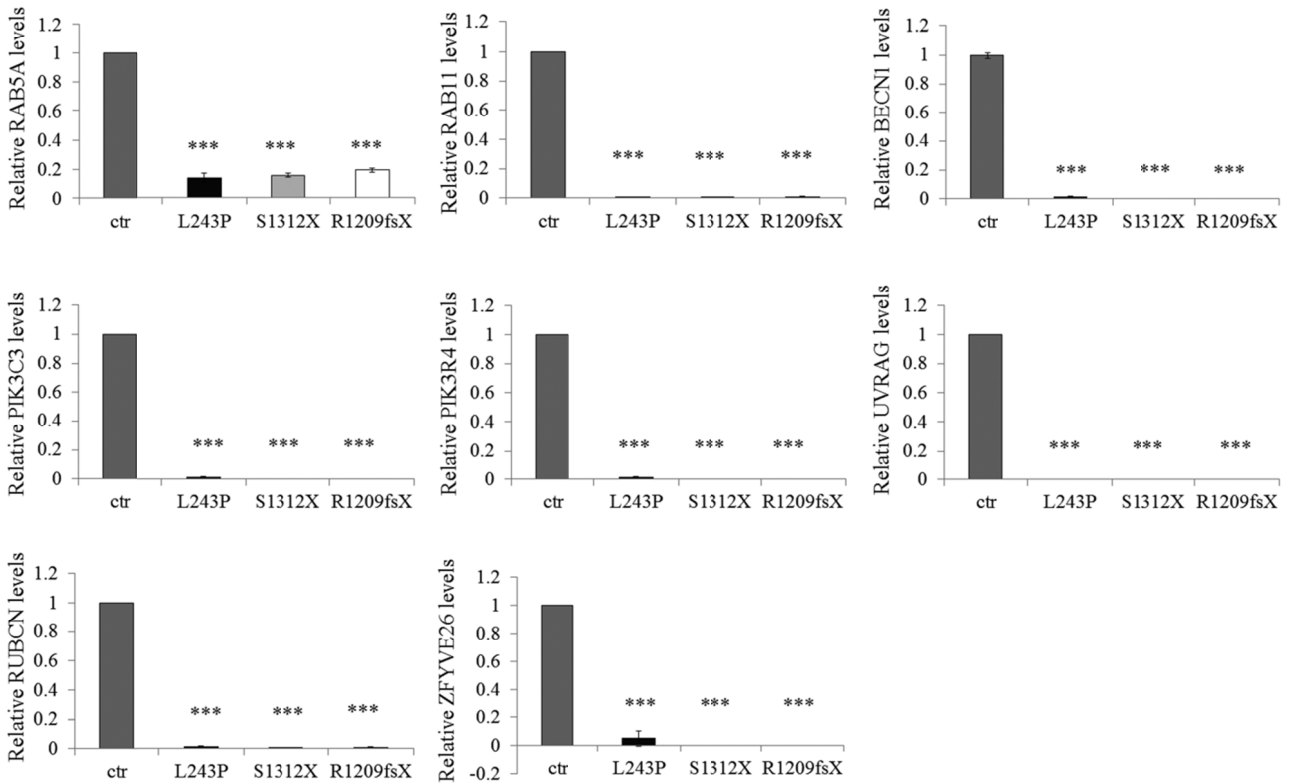 Relative RAB5A levels
1.2
1
0.8
0.6
0.4
0.2
0
*** *** ***
ctr L243P S1312X R1209fsX
Relative RAB11 levels
1.2
1
0.8
0.6
0.4
0.2
0
*** *** ***
ctr L243P S1312X R1209fsX
Relative BECN1 levels
1.2
1
0.8
0.6
0.4
0.2
0
*** *** ***
ctr L243P S1312X R1209fsX
Relative PIK3C3 levels
1.2
1
0.8
0.6
0.4
0.2
0
*** *** ***
ctr L243P S1312X R1209fsX
Relative PIK3R4 levels
1.2
1
0.8
0.6
0.4
0.2
0
*** *** ***
ctr L243P S1312X R1209fsX
Relative UVRAG levels
1.2
1
0.8
0.6
0.4
0.2
0
*** *** ***
ctr L243P S1312X R1209fsX
Relative RUBCN levels
1.2
1
0.8
0.6
0.4
0.2
0
*** *** ***
ctr L243P S1312X R1209fsX
Relative ZFYVE26 levels
1.2
1
0.8
0.6
0.4
0.2
0
-0.2
*** *** ***
ctr L243P S1312X R1209fsX